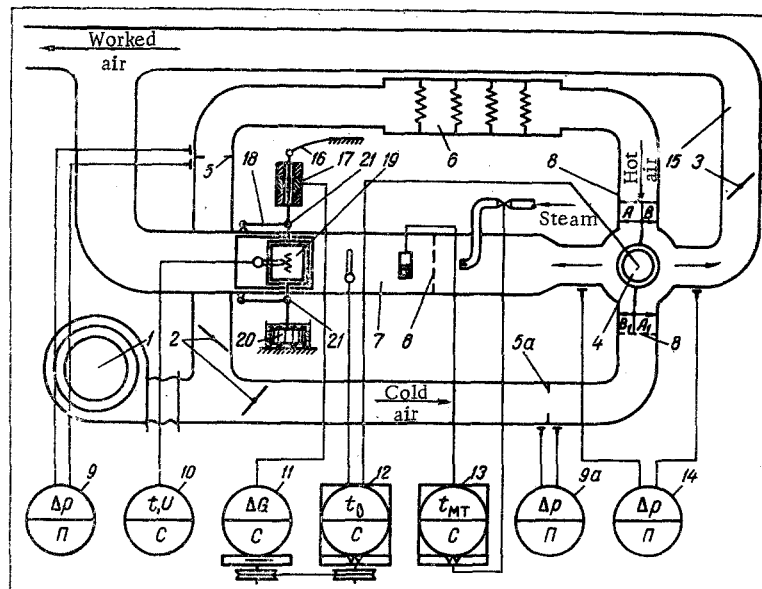 Worked
air
16 17 21 19
18
5
6
8
Hot
air
15 3
A B
Steam
7 8
4
B₁ A₁ 8
20 21
1 2
5a
Cold
air
9 10 11 12 13 9a 14
Δp t,U ΔG t₀ tмт Δp Δp
П С С С С П П